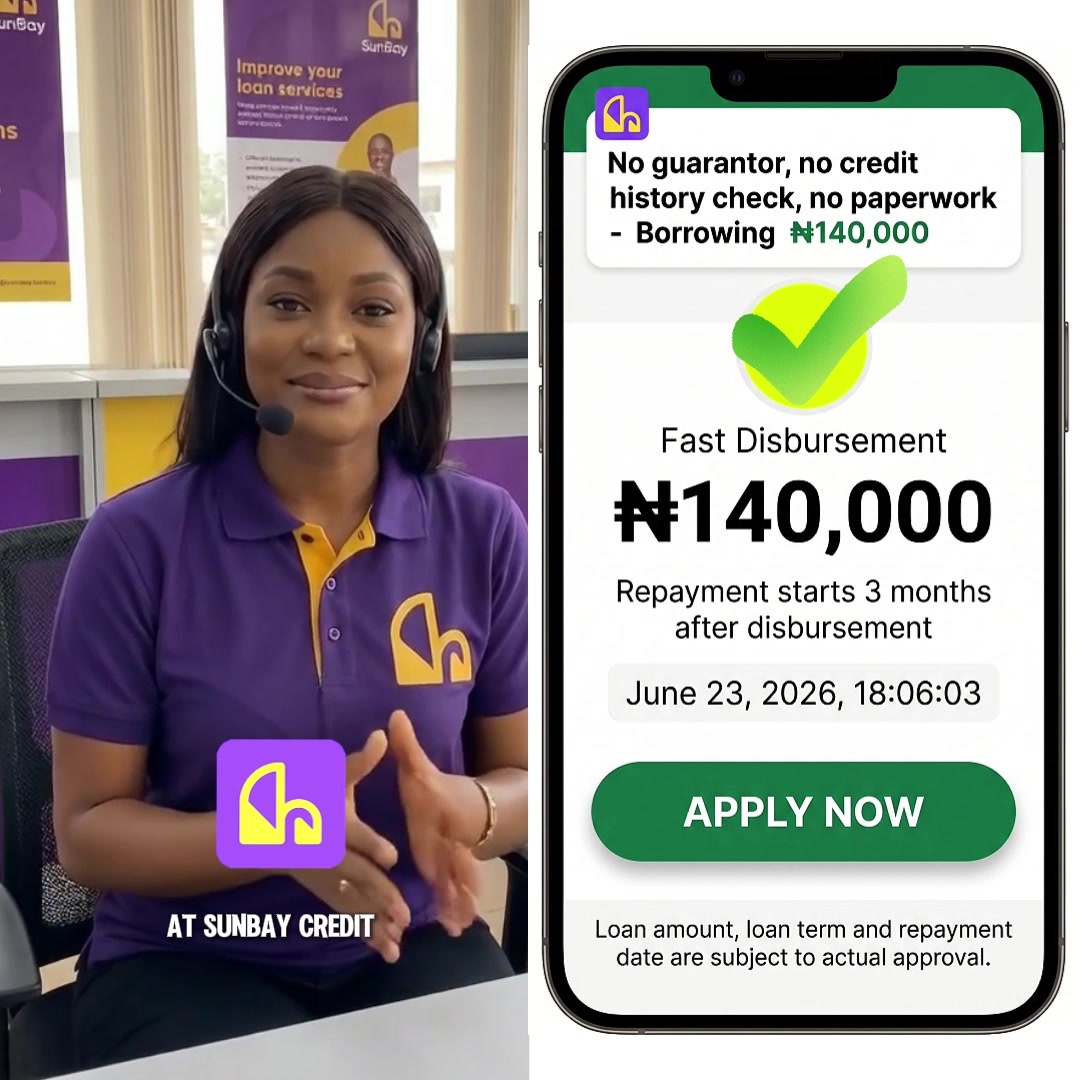 SunBay
Improve your
loan services
AT SUNBAY CREDIT
No guarantor, no credit
history check, no paperwork
- Borrowing ₦140,000
Fast Disbursement
₦140,000
Repayment starts 3 months
after disbursement
June 23, 2026, 18:06:03
APPLY NOW
Loan amount, loan term and repayment
date are subject to actual approval.